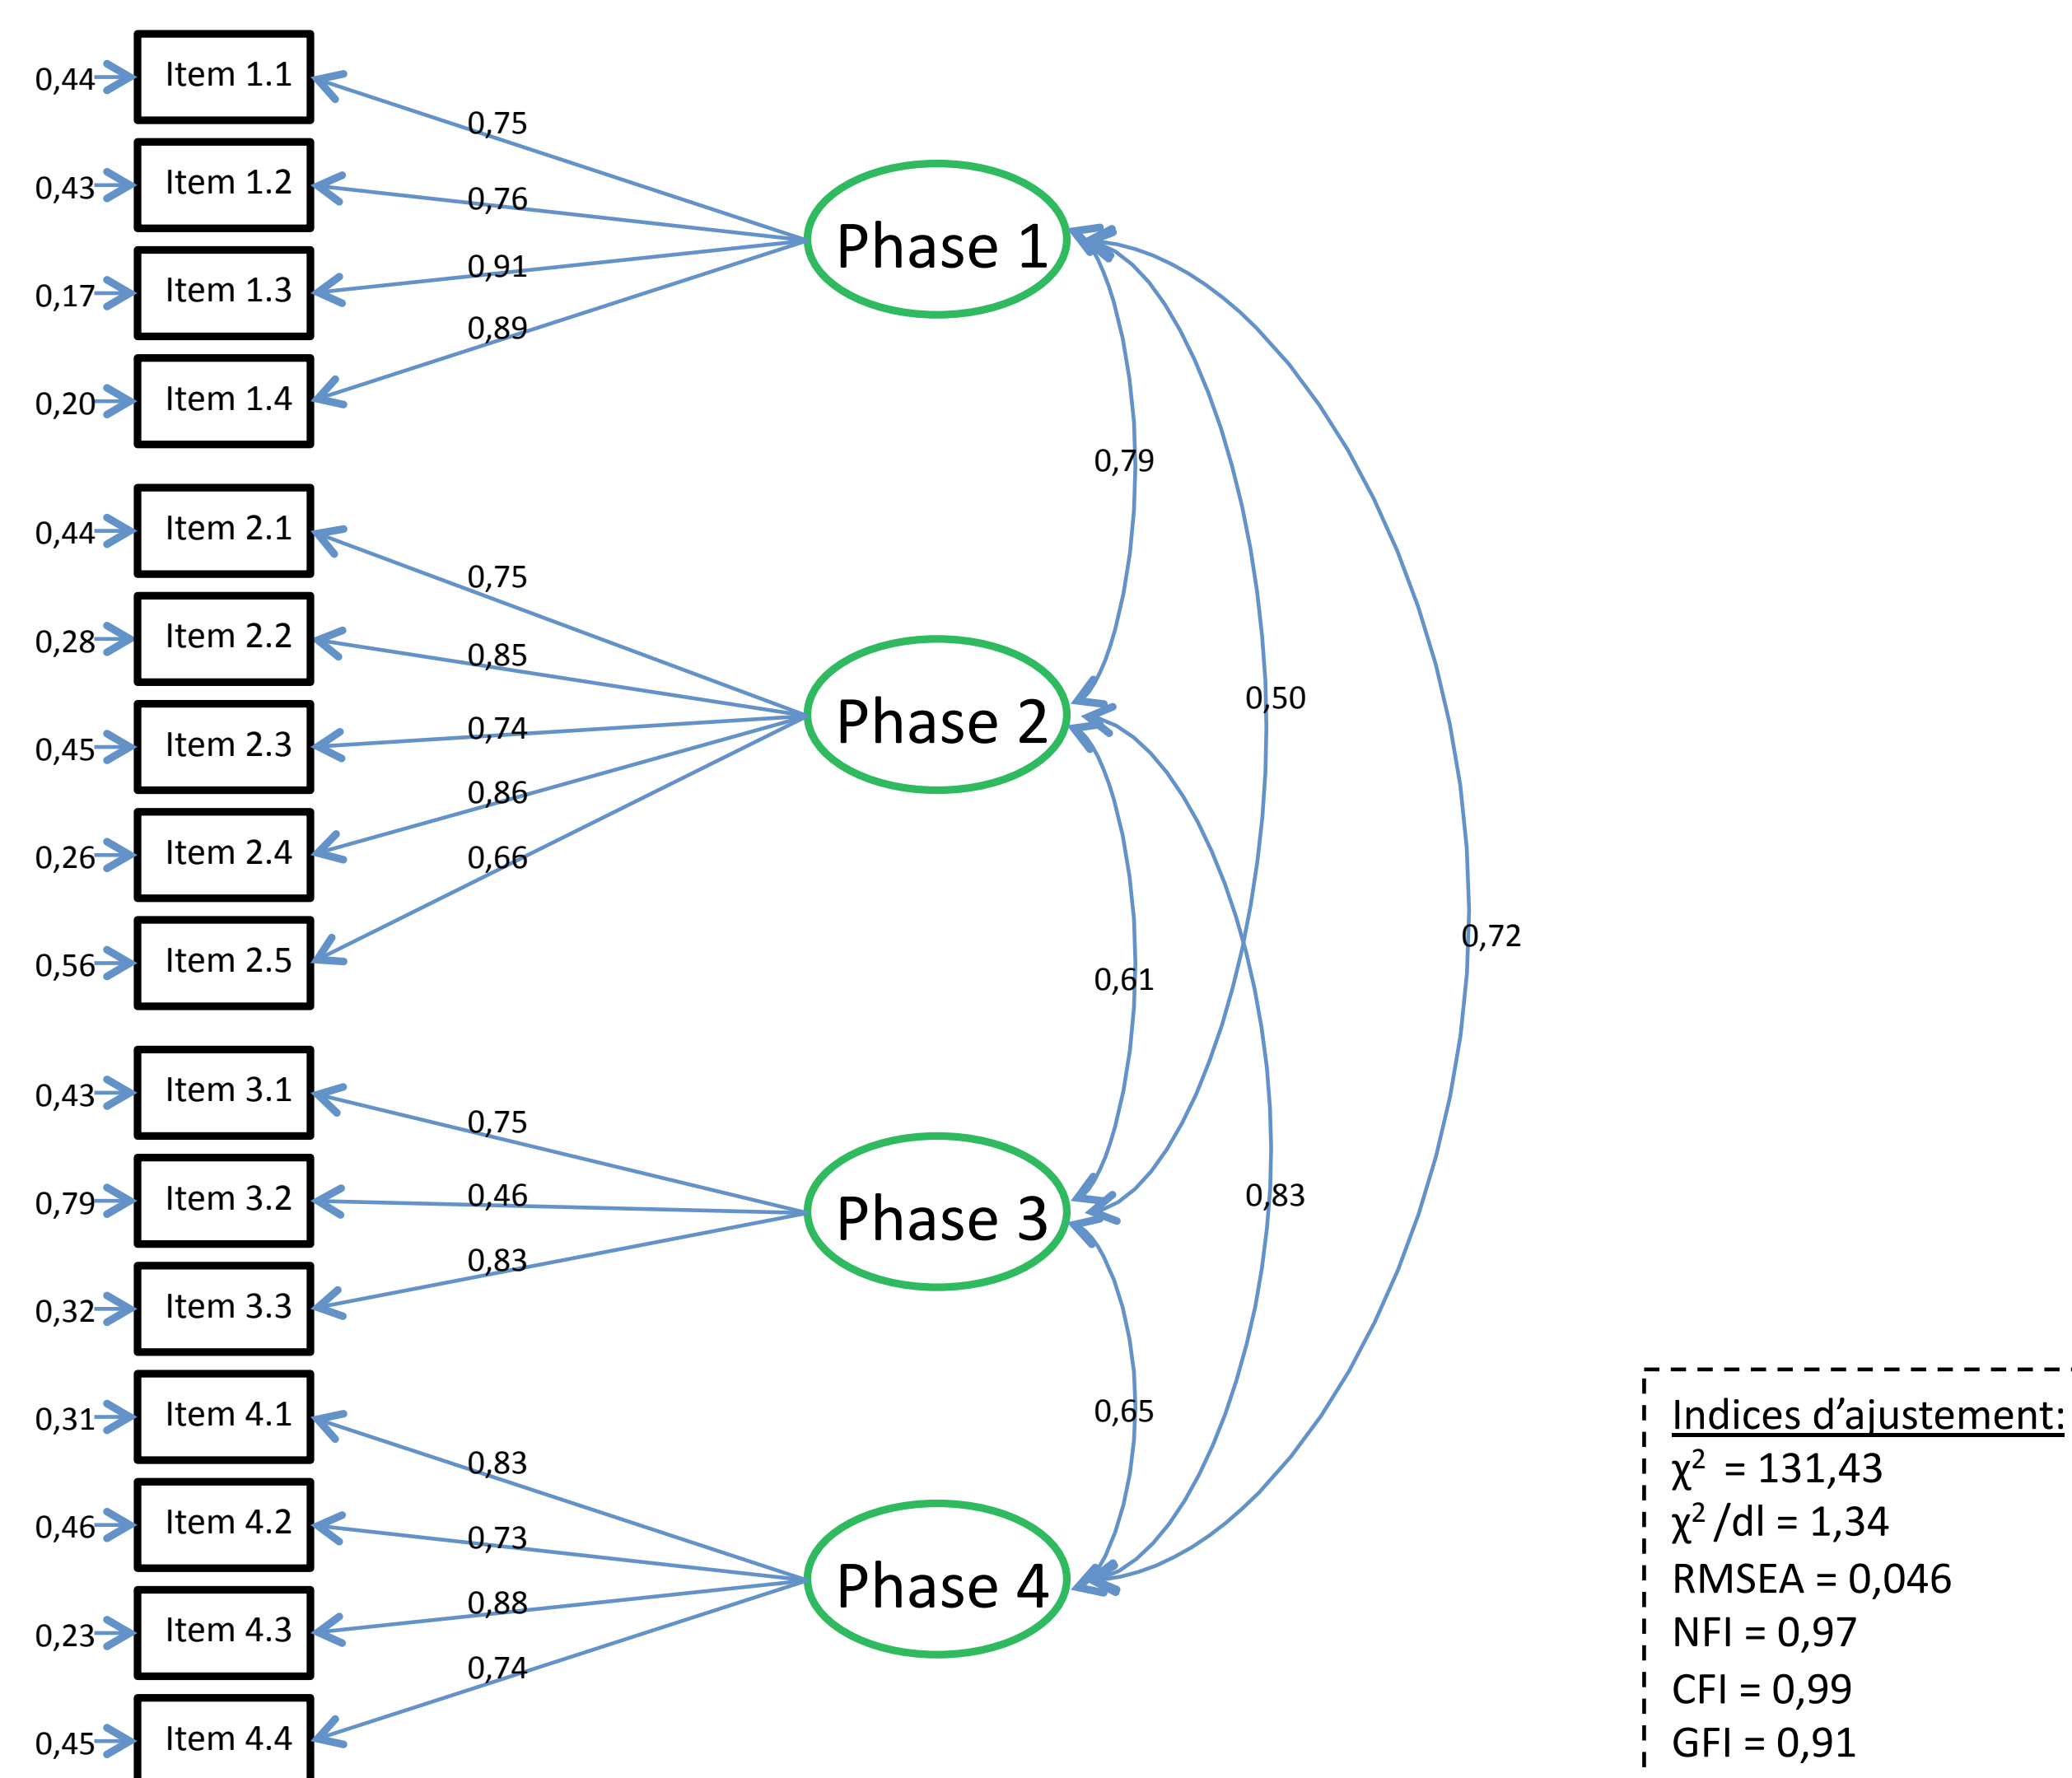 0,44 Item 1.1
0,75
0,43 Item 1.2
0,76
0,17 Item 1.3
0,91
0,89
0,20 Item 1.4
Phase 1
0,79
0,44 Item 2.1
0,75
0,28 Item 2.2
0,85
0,45 Item 2.3
0,74
0,86
0,26 Item 2.4
0,66
0,56 Item 2.5
Phase 2
0,50
0,72
0,61
0,43 Item 3.1
0,75
0,79 Item 3.2
0,46
0,83
0,32 Item 3.3
Phase 3
0,83
0,65
0,31 Item 4.1
0,83
0,46 Item 4.2
0,73
0,88
0,23 Item 4.3
0,74
0,45 Item 4.4
Phase 4
Indices d’ajustement:
χ² = 131,43
χ² /dl = 1,34
RMSEA = 0,046
NFI = 0,97
CFI = 0,99
GFI = 0,91